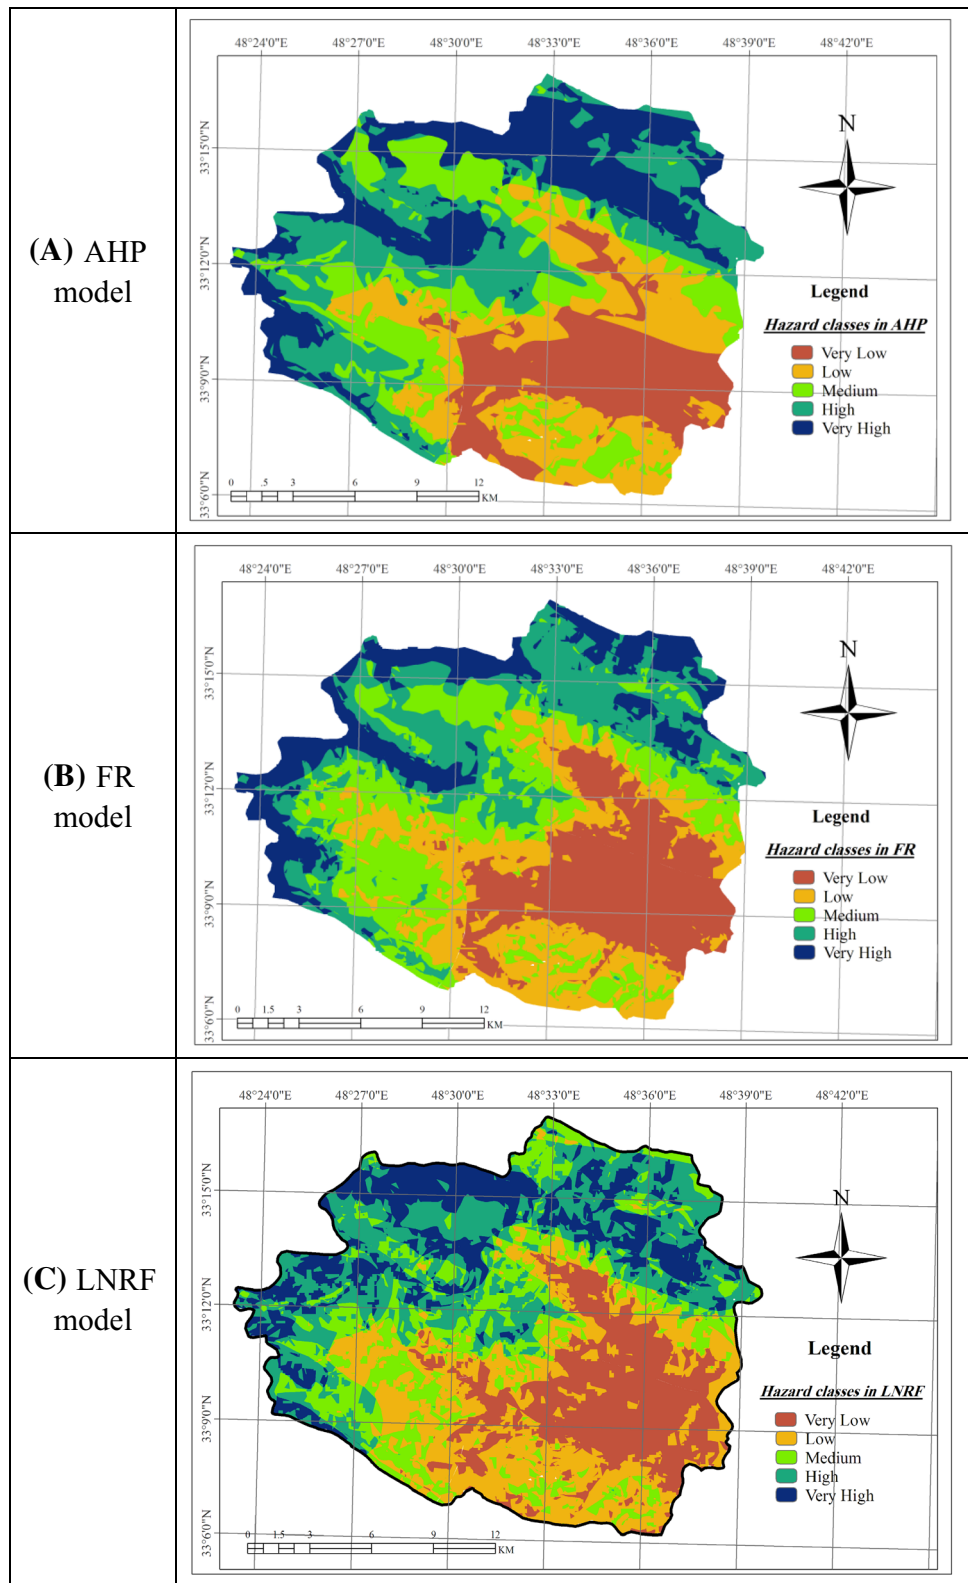 (A) AHP
model
48°24'0"E 48°27'0"E 48°30'0"E 48°33'0"E 48°36'0"E 48°39'0"E 48°42'0"E
33°15'0"N
33°12'0"N
33°9'0"N
33°6'0"N
N
Legend
Hazard classes in AHP
Very Low
Low
Medium
High
Very High
0 .5 3 6 9 12
KM
(B) FR
model
48°24'0"E 48°27'0"E 48°30'0"E 48°33'0"E 48°36'0"E 48°39'0"E 48°42'0"E
33°15'0"N
33°12'0"N
33°9'0"N
33°6'0"N
N
Legend
Hazard classes in FR
Very Low
Low
Medium
High
Very High
0 1.5 3 6 9 12
KM
(C) LNRF
model
48°24'0"E 48°27'0"E 48°30'0"E 48°33'0"E 48°36'0"E 48°39'0"E 48°42'0"E
33°15'0"N
33°12'0"N
33°9'0"N
33°6'0"N
N
Legend
Hazard classes in LNRF
Very Low
Low
Medium
High
Very High
0 1.5 3 6 9 12
KM